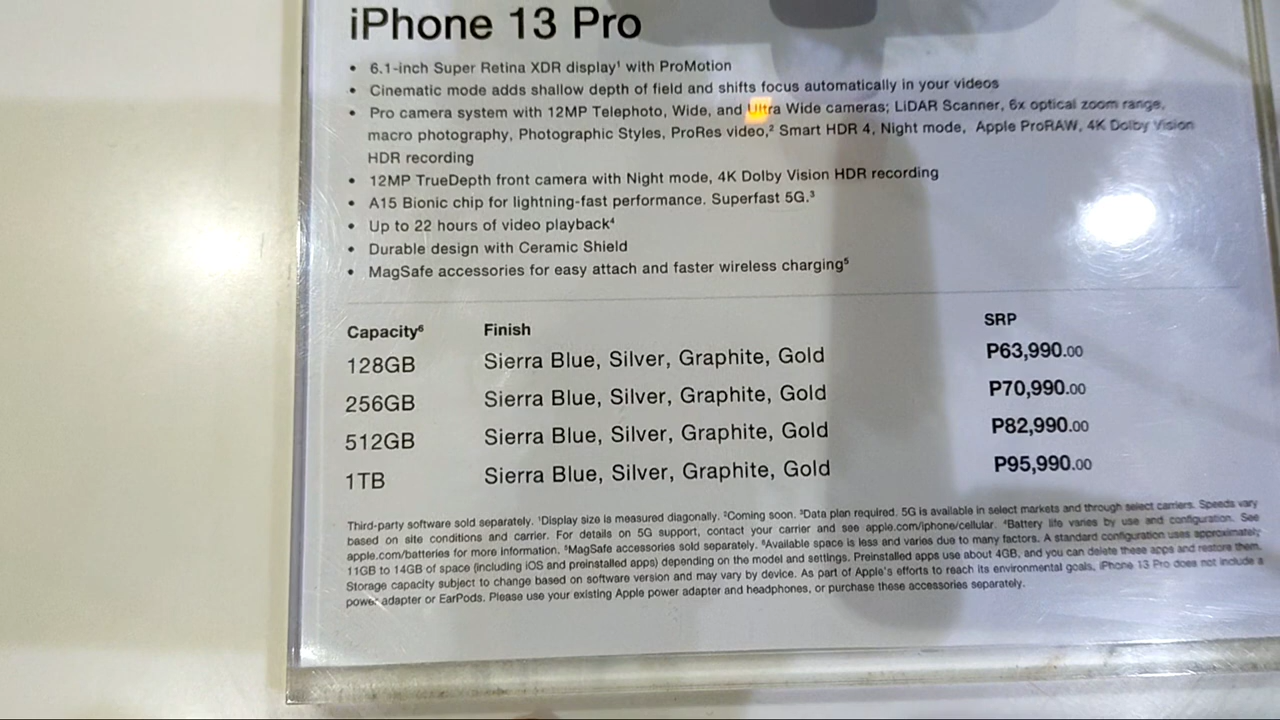 iPhone 13 Pro
• 6.1-inch Super Retina XDR display¹ with ProMotion
• Cinematic mode adds shallow depth of field and shifts focus automatically in your videos
• Pro camera system with 12MP Telephoto, Wide, and Ultra Wide cameras; LiDAR Scanner, 6x optical zoom range,
macro photography, Photographic Styles, ProRes video,² Smart HDR 4, Night mode, Apple ProRAW, 4K Dolby Vision
HDR recording
• 12MP TrueDepth front camera with Night mode, 4K Dolby Vision HDR recording
• A15 Bionic chip for lightning-fast performance. Superfast 5G.³
• Up to 22 hours of video playback⁴
• Durable design with Ceramic Shield
• MagSafe accessories for easy attach and faster wireless charging⁵
Capacity⁶ Finish SRP
128GB Sierra Blue, Silver, Graphite, Gold P63,990.00
256GB Sierra Blue, Silver, Graphite, Gold P70,990.00
512GB Sierra Blue, Silver, Graphite, Gold P82,990.00
1TB Sierra Blue, Silver, Graphite, Gold P95,990.00
Third-party software sold separately. ¹Display size is measured diagonally. ²Coming soon. ³Data plan required. 5G is available in select markets and through select carriers. Speeds vary
based on site conditions and carrier. For details on 5G support, contact your carrier and see apple.com/iphone/cellular. ⁴Battery life varies by use and configuration. See
apple.com/batteries for more information. ⁵MagSafe accessories sold separately. ⁶Available space is less and varies due to many factors. A standard configuration uses approximately
11GB to 14GB of space (including iOS and preinstalled apps) depending on the model and settings. Preinstalled apps use about 4GB, and you can delete these apps and restore them.
Storage capacity subject to change based on software version and may vary by device. As part of Apple's efforts to reach its environmental goals, iPhone 13 Pro does not include a
power adapter or EarPods. Please use your existing Apple power adapter and headphones, or purchase these accessories separately.